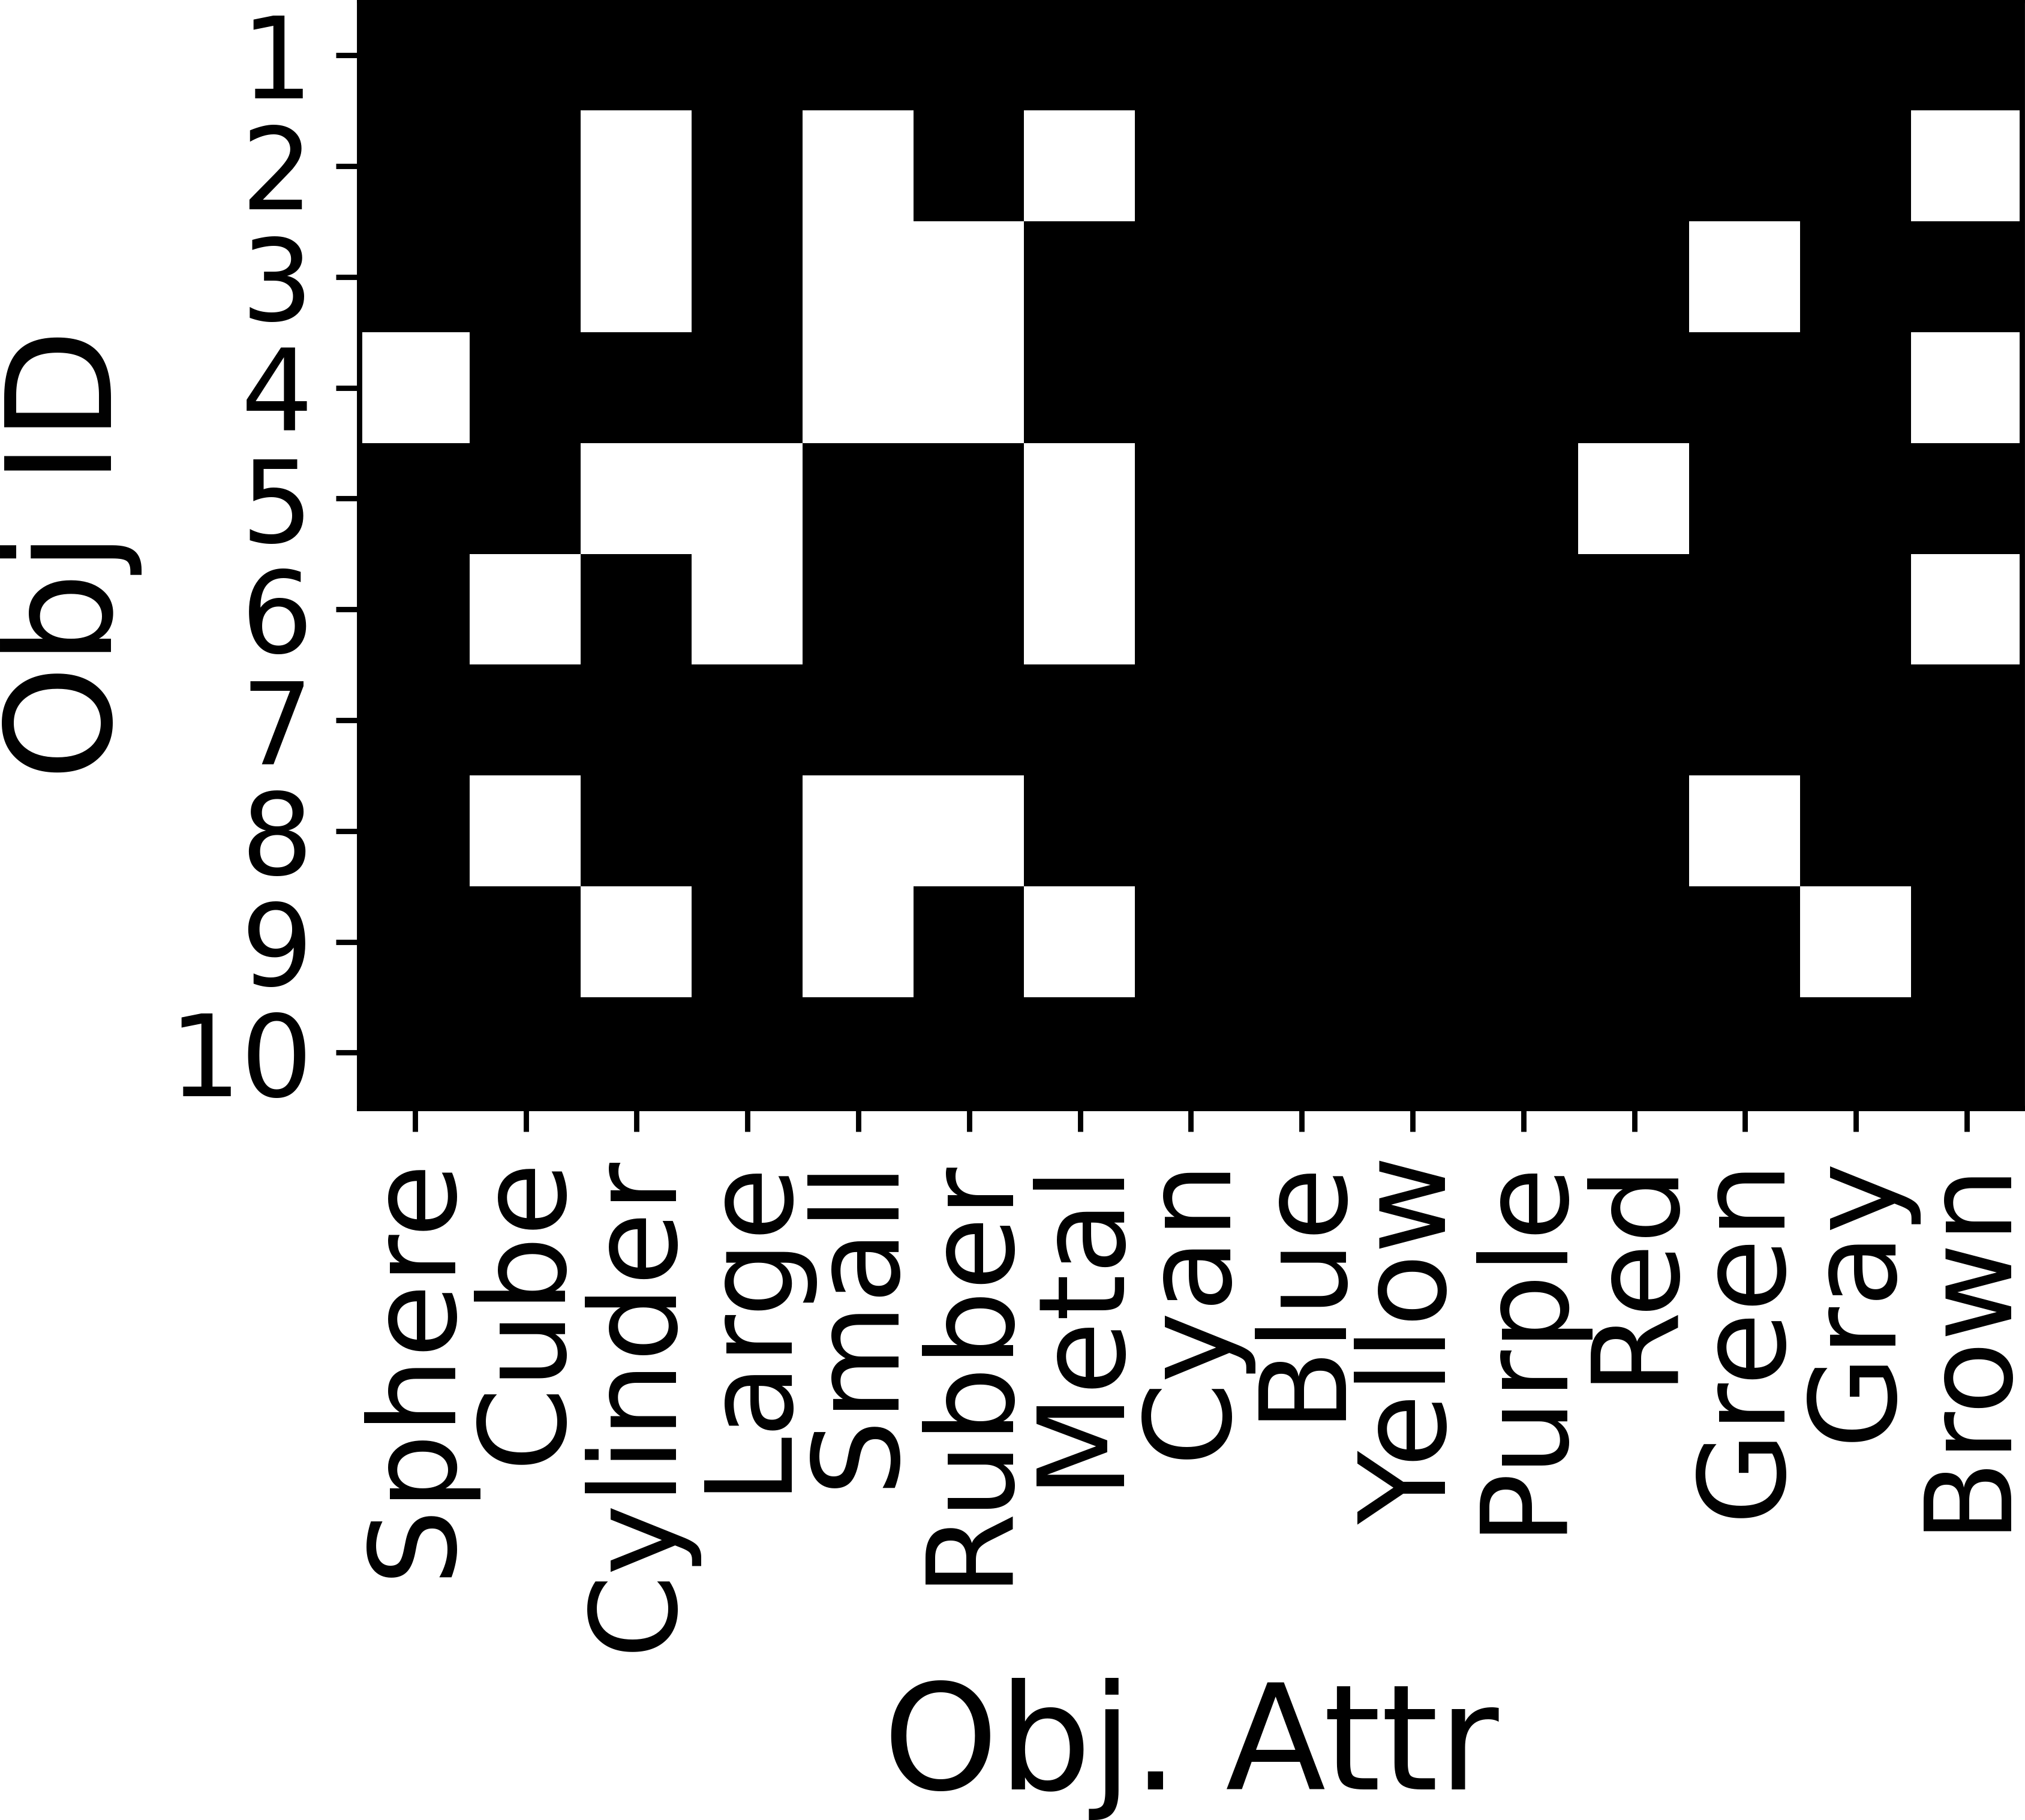 Obj ID
1
2
3
4
5
6
7
8
9
10
Sphere
Cube
Cylinder
Large
Small
Rubber
Metal
Cyan
Blue
Yellow
Purple
Red
Green
Gray
Brown
Obj. Attr